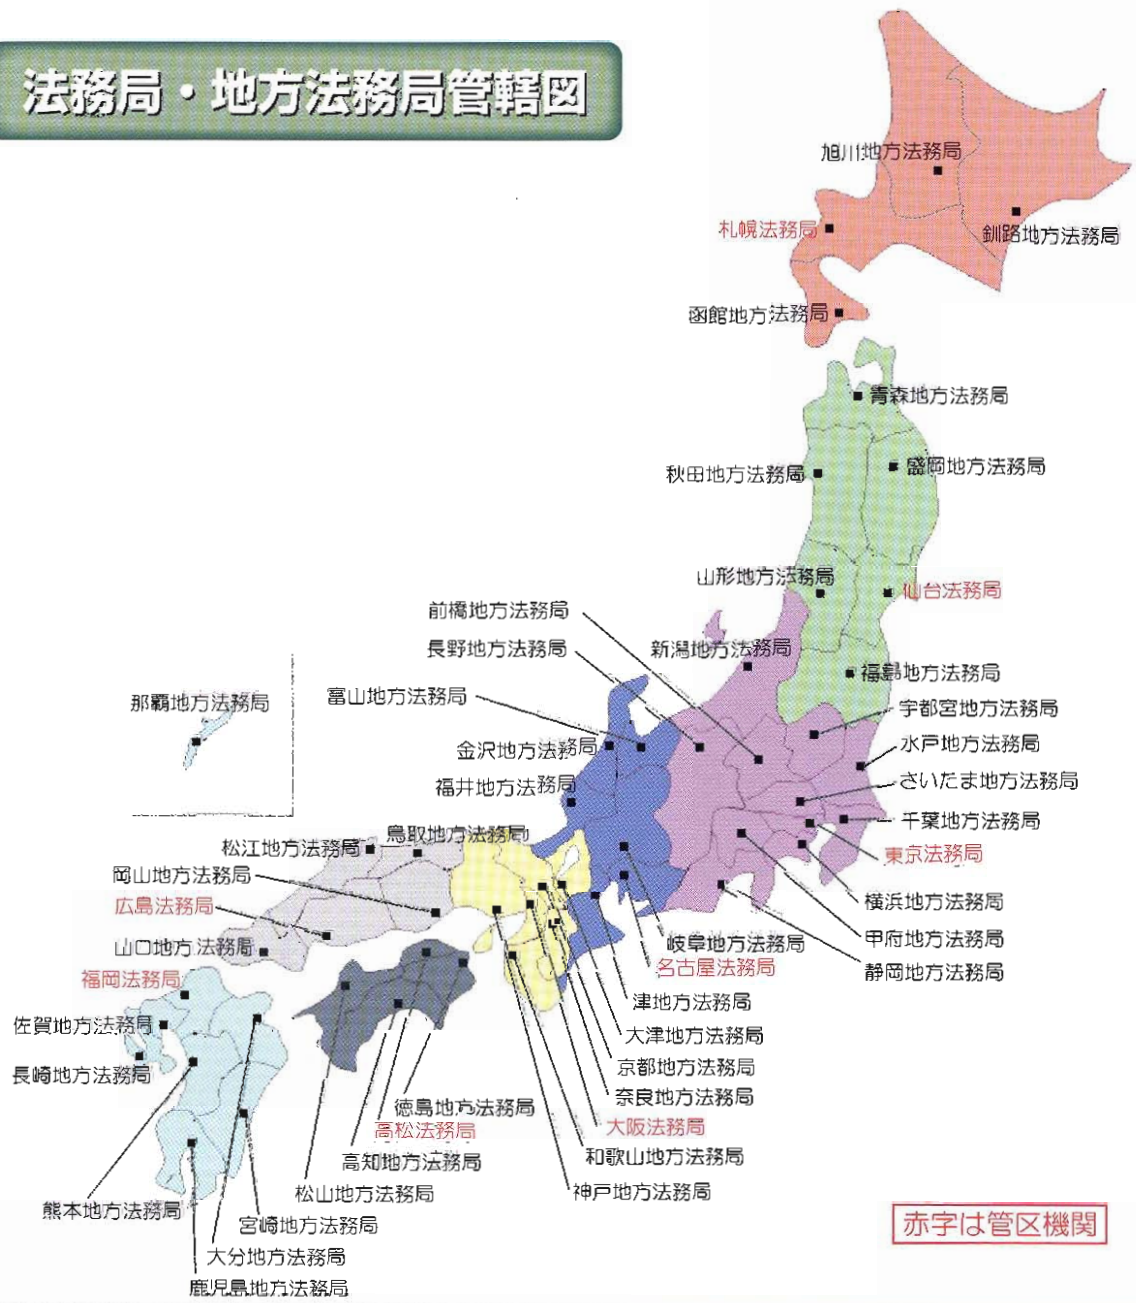 法務局・地方法務局管轄図
旭川地方法務局
札幌法務局
釧路地方法務局
函館地方法務局
青森地方法務局
秋田地方法務局
盛岡地方法務局
山形地方法務局
仙台法務局
前橋地方法務局
長野地方法務局
新潟地方法務局
福島地方法務局
富山地方法務局
那覇地方法務局
宇都宮地方法務局
金沢地方法務局
水戸地方法務局
福井地方法務局
さいたま地方法務局
千葉地方法務局
鳥取地方法務局
松江地方法務局
東京法務局
岡山地方法務局
広島法務局
横浜地方法務局
山口地方法務局
岐阜地方法務局
甲府地方法務局
名古屋法務局
静岡地方法務局
福岡法務局
津地方法務局
佐賀地方法務局
大津地方法務局
長崎地方法務局
京都地方法務局
奈良地方法務局
徳島地方法務局
高松法務局
大阪法務局
高知地方法務局
和歌山地方法務局
松山地方法務局
神戸地方法務局
熊本地方法務局
宮崎地方法務局
赤字は管区機関
大分地方法務局
鹿児島地方法務局